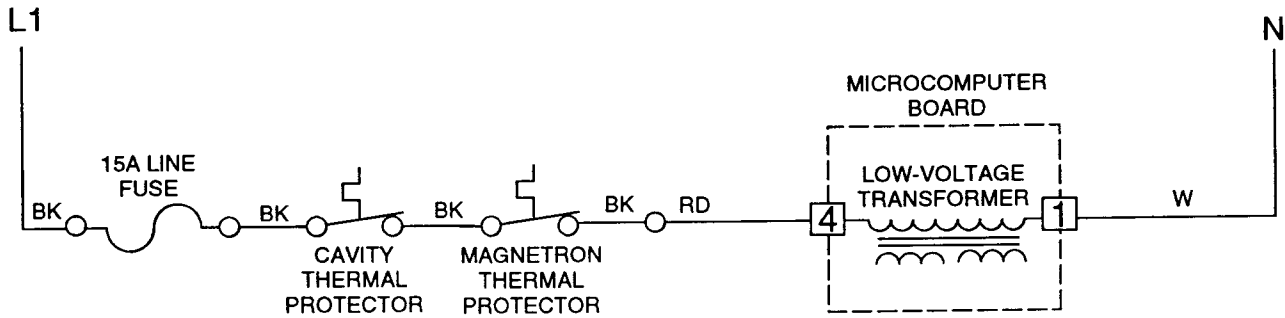 L1
N
MICROCOMPUTER
BOARD
15A LINE
FUSE
LOW-VOLTAGE
TRANSFORMER
BK
BK
BK
BK
RD
4
1
W
CAVITY
THERMAL
PROTECTOR
MAGNETRON
THERMAL
PROTECTOR